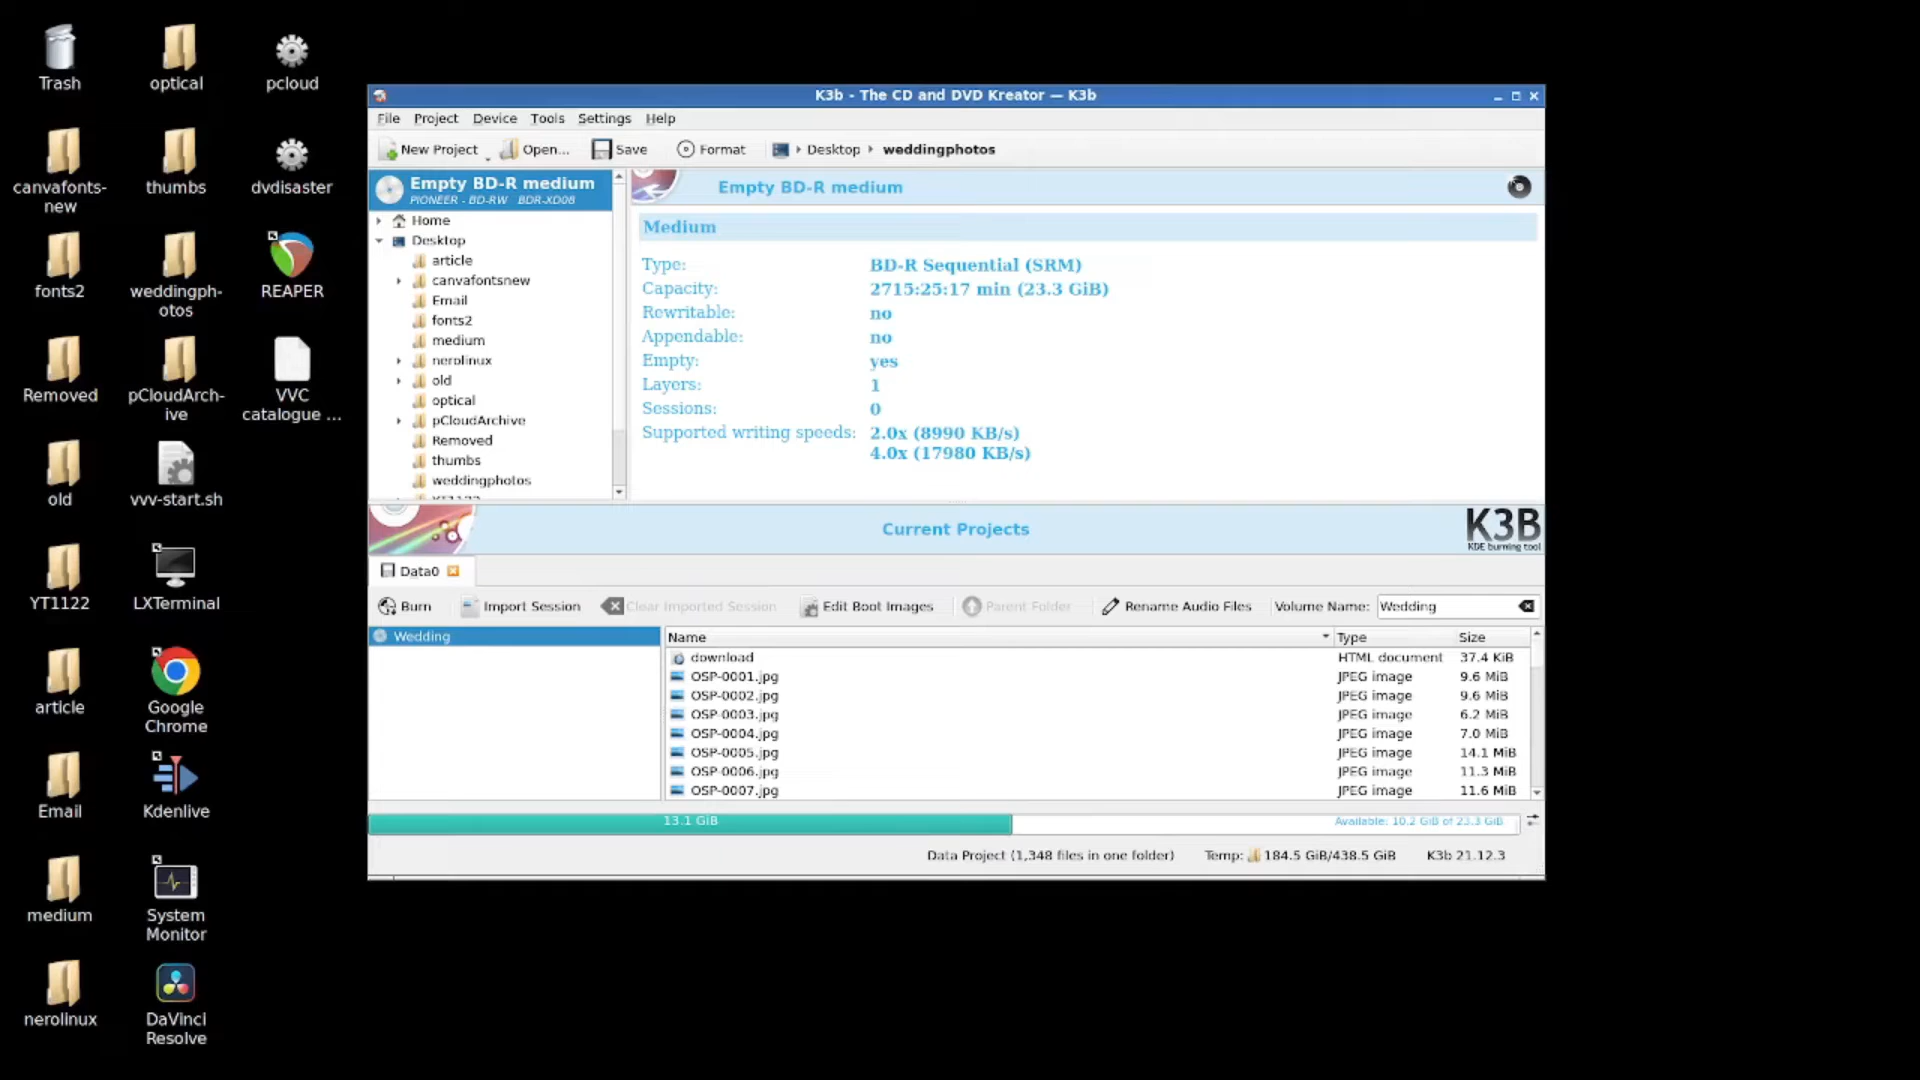 Trash
optical
pcloud
canvafonts-
new
thumbs
dvdisaster
fonts2
weddingph-
otos
REAPER
Removed
pCloudArch-
ive
VVC
catalogue ...
old
vvv-start.sh
YT1122
LXTerminal
article
Google
Chrome
Email
Kdenlive
medium
System
Monitor
nerolinux
DaVinci
Resolve
K3b - The CD and DVD Kreator — K3b
File Project Device Tools Settings Help
New Project Open... Save Format Desktop weddingphotos
Empty BD-R medium
PIONEER - BD-RW BDR-XD08
Home
Desktop
article
canvafontsnew
Email
fonts2
medium
nerolinux
old
optical
pCloudArchive
Removed
thumbs
weddingphotos
YT1122
Empty BD-R medium
Medium
Type: BD-R Sequential (SRM)
Capacity: 2715:25:17 min (23.3 GiB)
Rewritable: no
Appendable: no
Empty: yes
Layers: 1
Sessions: 0
Supported writing speeds: 2.0x (8990 KB/s)
4.0x (17980 KB/s)
Current Projects
K3B
KDE burning tool
Data0
Burn Import Session Clear Imported Session Edit Boot Images Parent Folder Rename Audio Files Volume Name: Wedding
Wedding
Name Type Size
download HTML document 37.4 KiB
OSP-0001.jpg JPEG image 9.6 MiB
OSP-0002.jpg JPEG image 9.6 MiB
OSP-0003.jpg JPEG image 6.2 MiB
OSP-0004.jpg JPEG image 7.0 MiB
OSP-0005.jpg JPEG image 14.1 MiB
OSP-0006.jpg JPEG image 11.3 MiB
OSP-0007.jpg JPEG image 11.6 MiB
13.1 GiB Available: 10.2 GiB of 23.3 GiB
Data Project (1,348 files in one folder) Temp: 184.5 GiB/438.5 GiB K3b 21.12.3